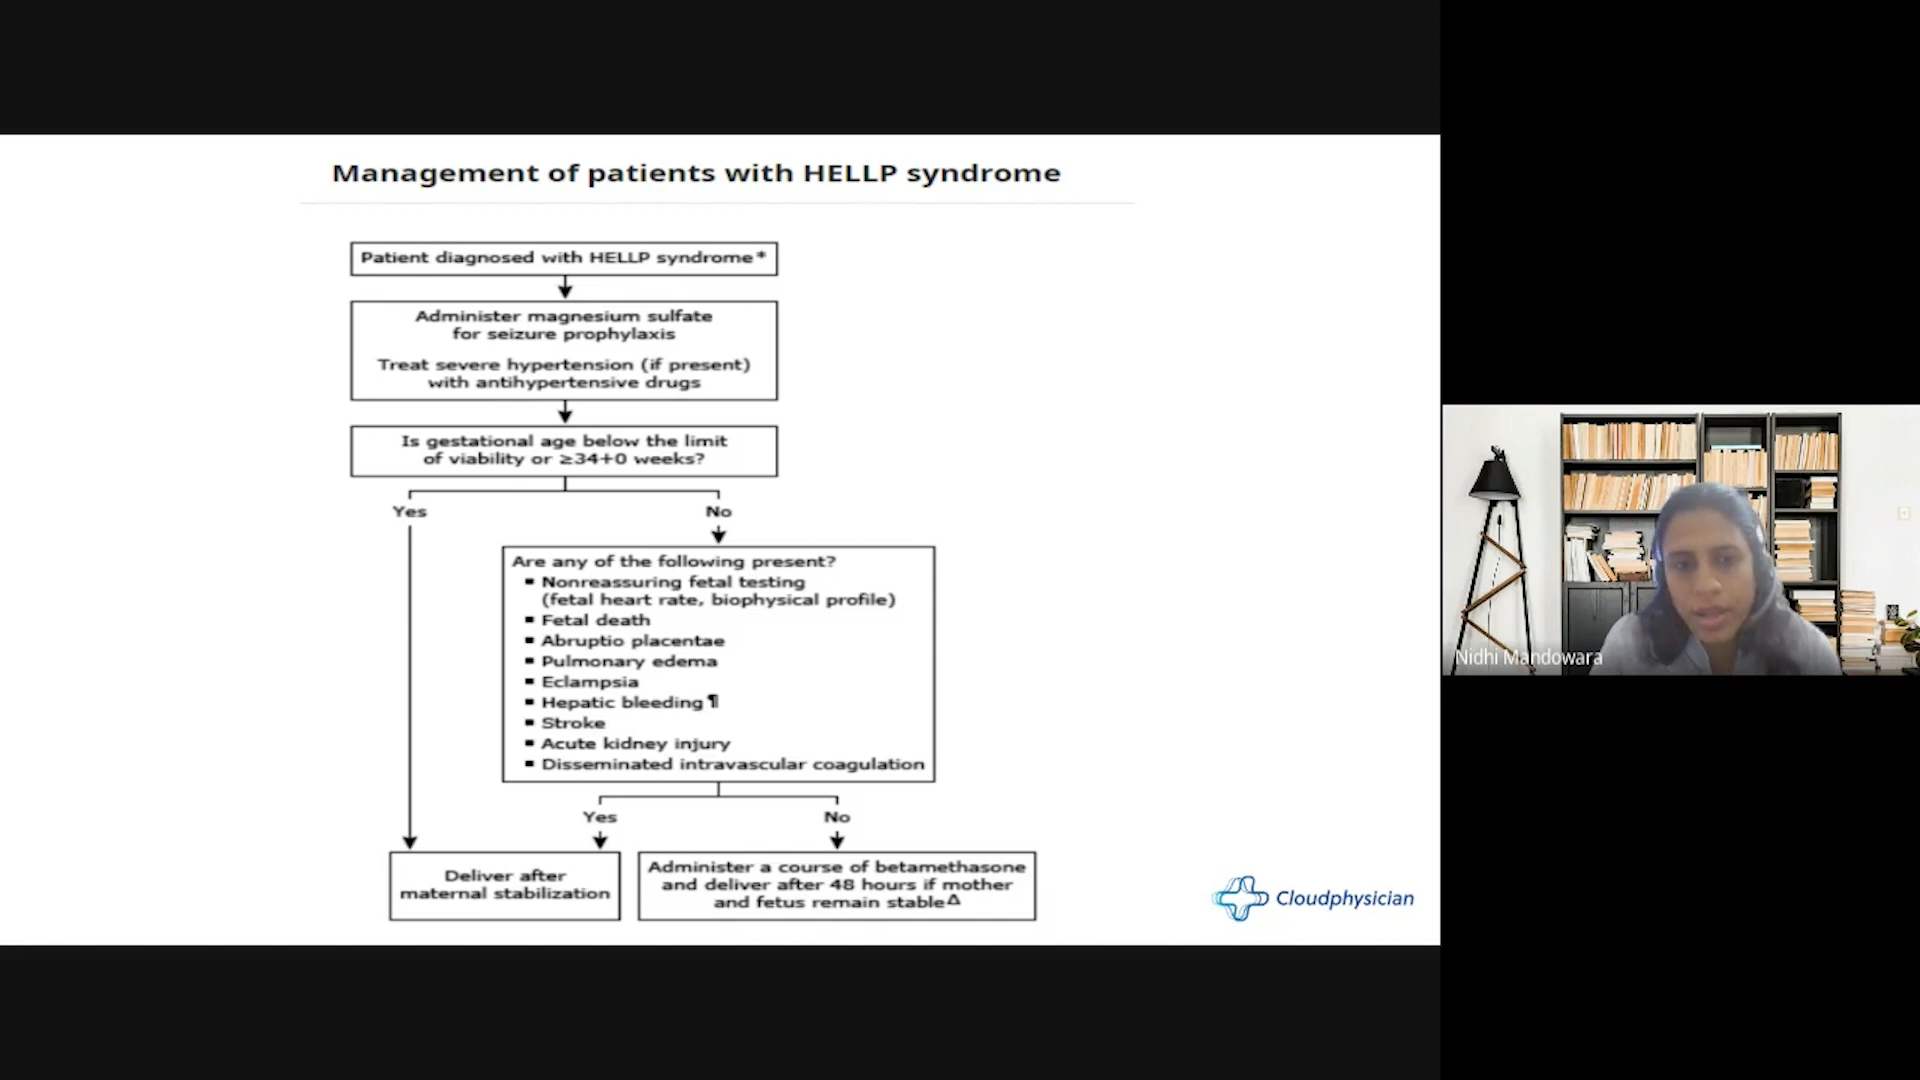 Management of patients with HELLP syndrome
Patient diagnosed with HELLP syndrome*
Administer magnesium sulfate
for seizure prophylaxis
Treat severe hypertension (if present)
with antihypertensive drugs
Is gestational age below the limit
of viability or ≥34+0 weeks?
Yes
No
Are any of the following present?
▪ Nonreassuring fetal testing
(fetal heart rate, biophysical profile)
▪ Fetal death
▪ Abruptio placentae
▪ Pulmonary edema
▪ Eclampsia
▪ Hepatic bleeding¶
▪ Stroke
▪ Acute kidney injury
▪ Disseminated intravascular coagulation
Yes
No
Deliver after
maternal stabilization
Administer a course of betamethasone
and deliver after 48 hours if mother
and fetus remain stableΔ
Cloudphysician
Nidhi Mandowara